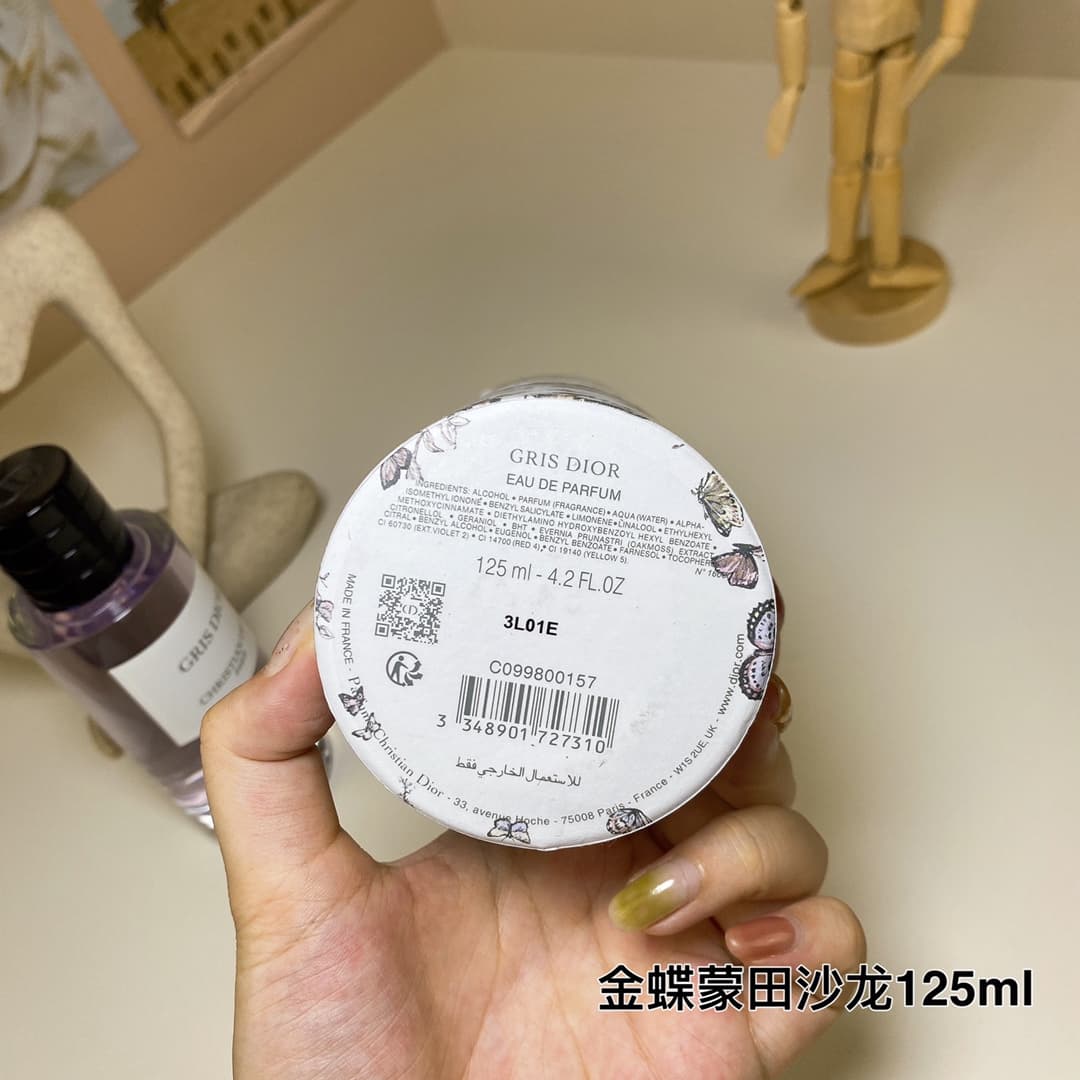 GRIS DIOR
EAU DE PARFUM
INGREDIENTS: ALCOHOL • PARFUM (FRAGRANCE) • AQUA (WATER) • ALPHA-
ISOMETHYL IONONE • BENZYL SALICYLATE • LIMONENE • LINALOOL • ETHYLHEXYL
METHOXYCINNAMATE • DIETHYLAMINO HYDROXYBENZOYL HEXYL BENZOATE •
CITRONELLOL • GERANIOL • BHT • EVERNIA PRUNASTRI (OAKMOSS) EXTRACT
CITRAL • BENZYL ALCOHOL • EUGENOL • BENZYL BENZOATE • FARNESOL • TOCOPHER
CI 60730 (EXT.VIOLET 2) • CI 14700 (RED 4) • CI 19140 (YELLOW 5).
N°
125 ml - 4.2 FL.OZ
3L01E
C099800157
3 348901 727310
للاستعمال الخارجي فقط
MADE IN FRANCE -
Christian Dior - 33, avenue Hoche - 75008 Paris - France - W1S 2UE, UK - www.dior.com
GRIS DIOR
CHRISTIAN
金蝶蒙田沙龙125ml